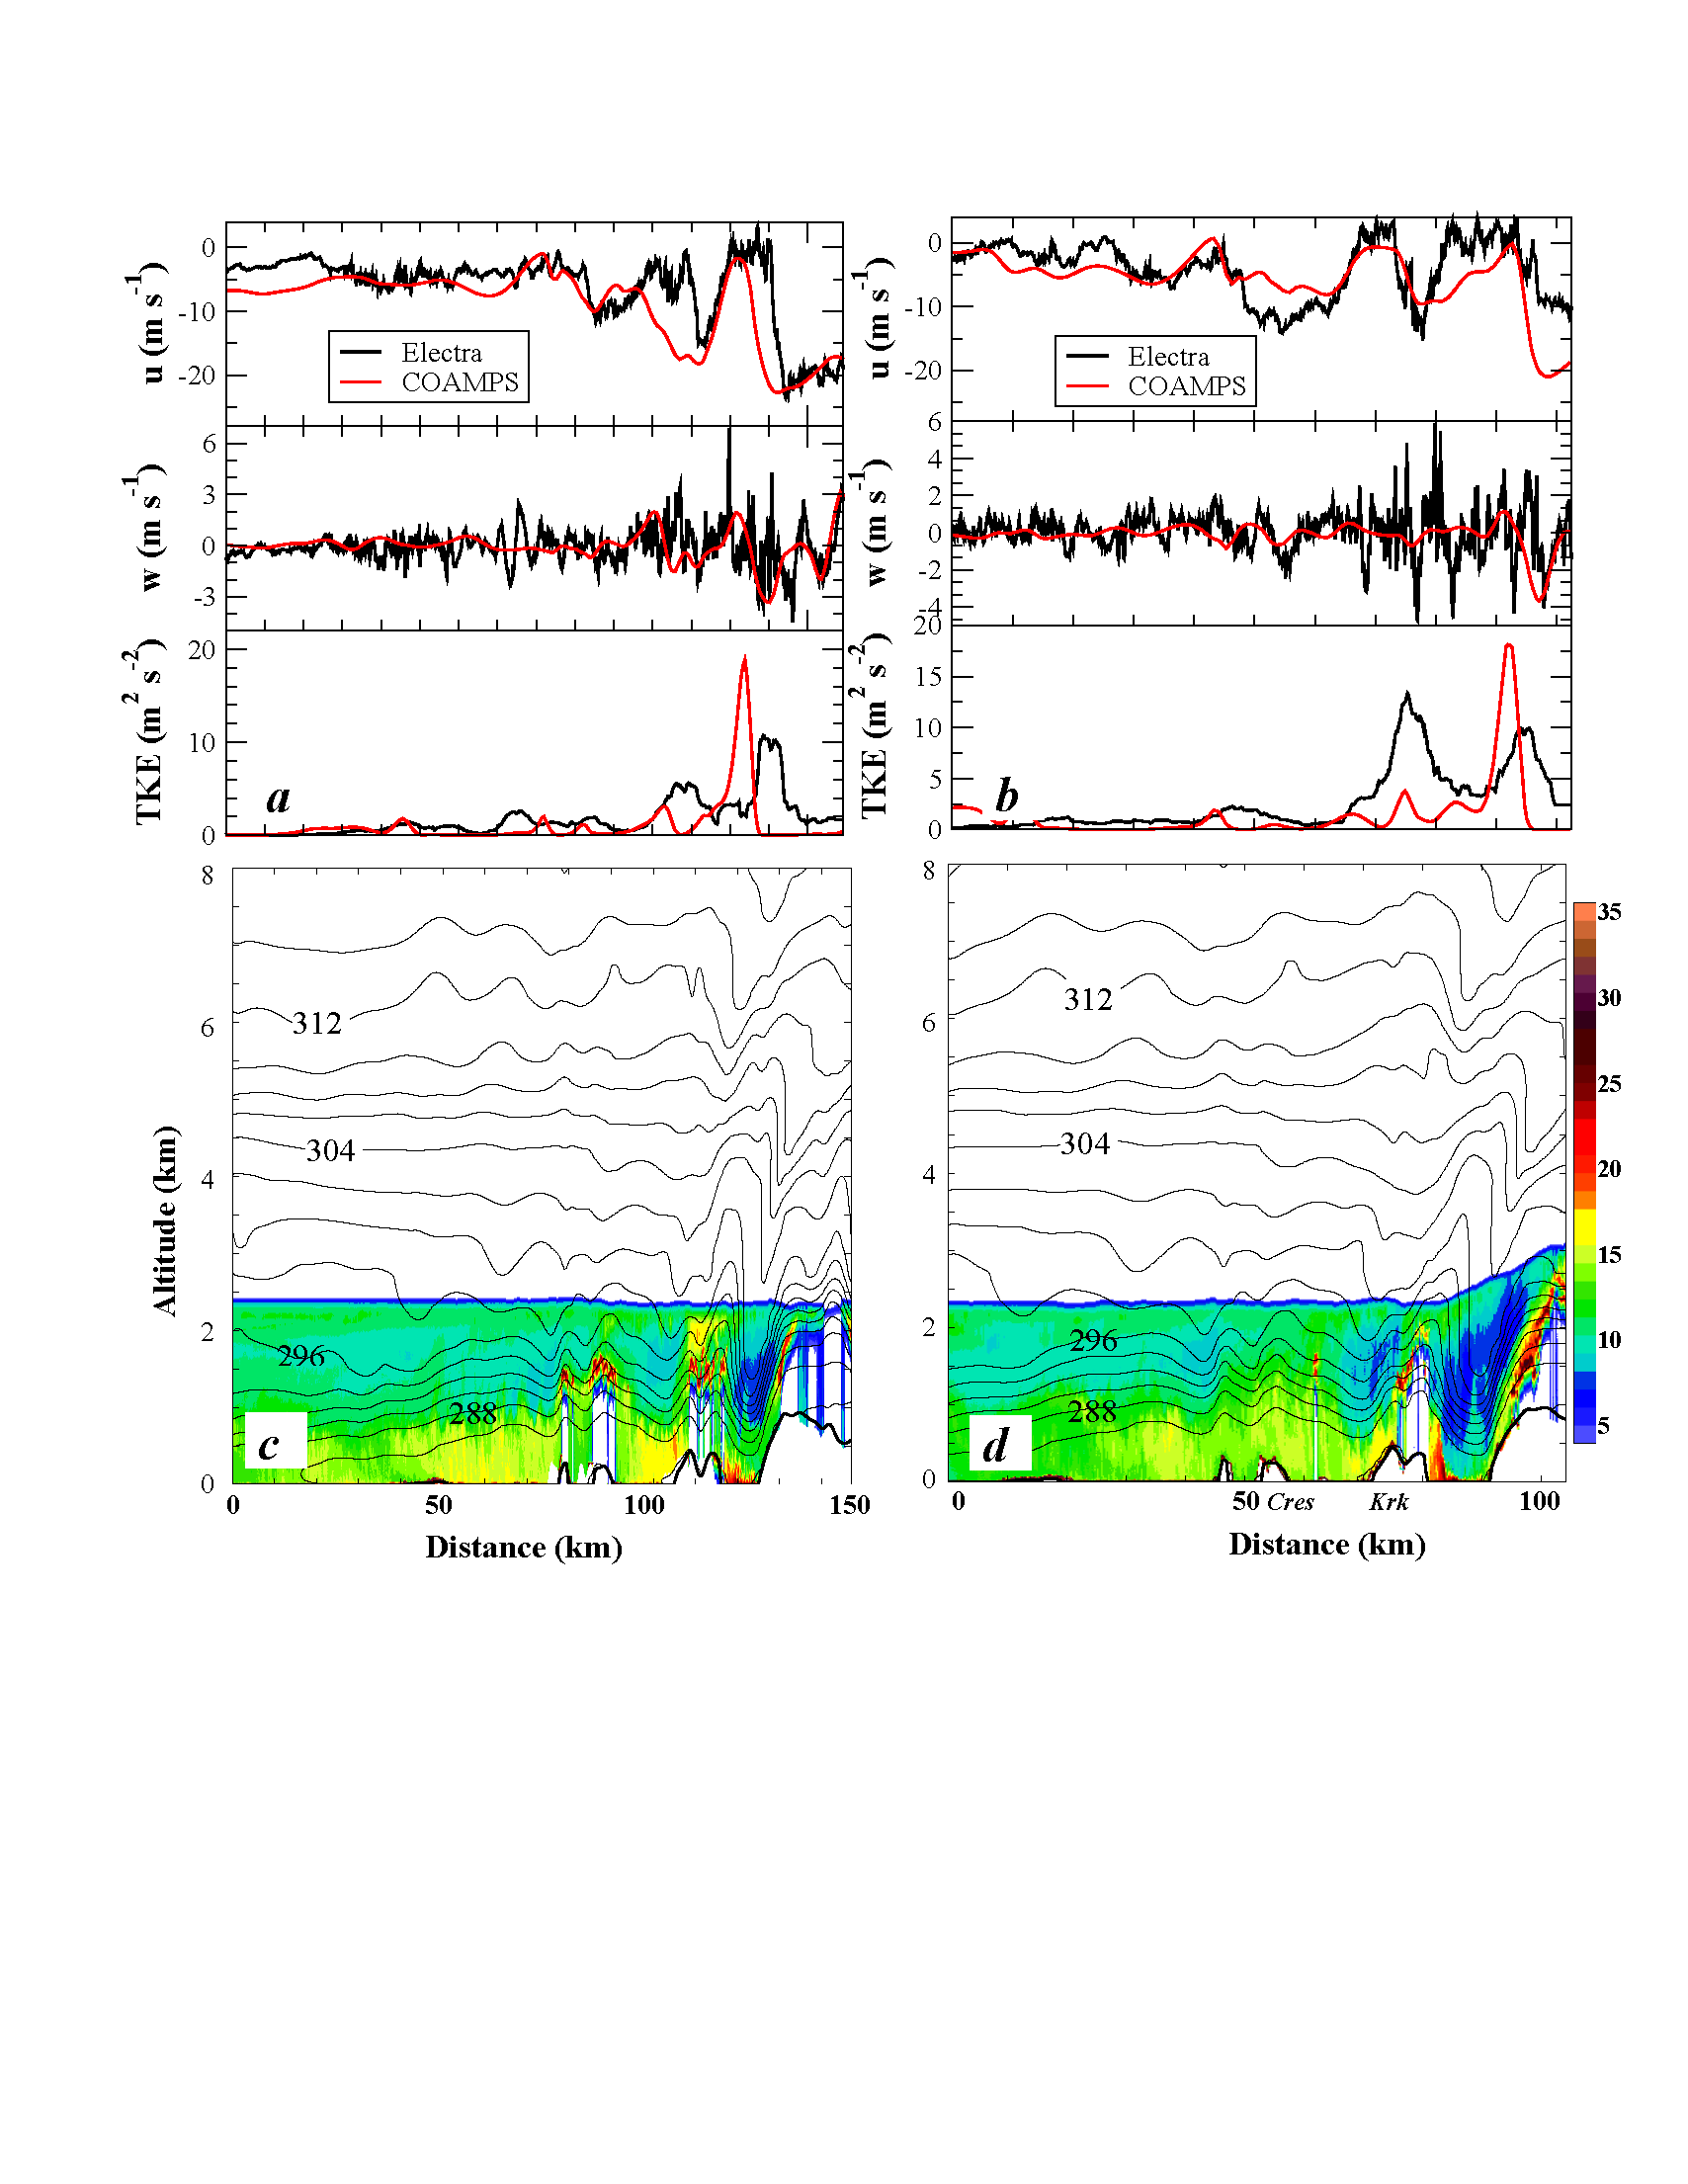 u (m s-1)
0
-10
-20
Electra
COAMPS
w (m s-1)
6
3
0
-3
TKE (m2 s-2)
20
10
0
a
u (m s-1)
0
-10
-20
Electra
COAMPS
w (m s-1)
6
4
2
0
-2
-4
TKE (m2 s-2)
20
15
10
5
0
b
Altitude (km)
8
6
4
2
0
312
304
296
288
c
0 50 100 150
Distance (km)
8
6
4
2
0
312
304
296
288
d
0 50 Cres Krk 100
Distance (km)
35
30
25
20
15
10
5